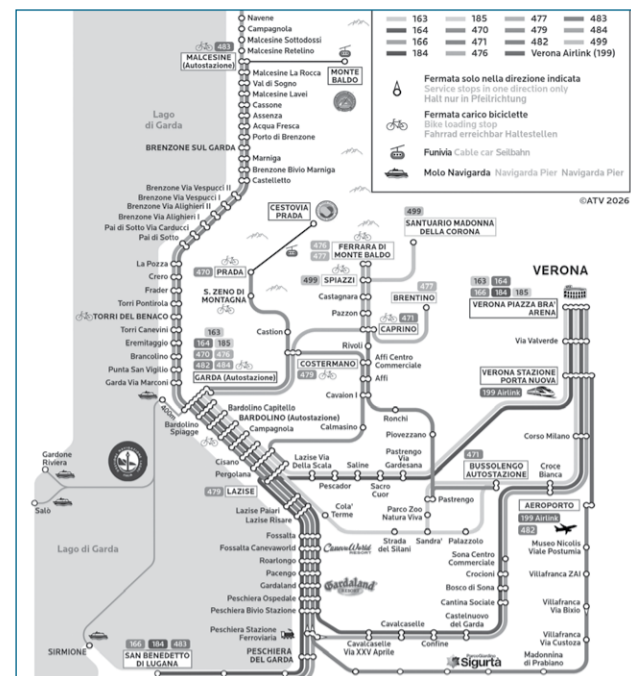 163 185 477 483
164 470 479 484
166 471 482 499
184 476 Verona Airlink (199)
Fermata solo nella direzione indicata
Service stops in one direction only
Halt nur in Pfeilrichtung
Fermata carico biciclette
Bike loading stop
Fahrrad erreichbar Haltestellen
Funivia Cable car Seilbahn
Molo Navigarda Navigarda Pier Navigarda Pier
©ATV 2026
Navene
Campagnola
Malcesine Sottodossi
Malcesine Retelino
483
MALCESINE
(Autostazione)
MONTE
BALDO
Malcesine La Rocca
Val di Sogno
Malcesine Lavei
Cassone
Assenza
Acqua Fresca
Porto di Brenzone
Lago
di Garda
BRENZONE SUL GARDA
Marniga
Brenzone Bivio Marniga
Castelletto
Brenzone Via Vespucci II
Brenzone Via Vespucci I
Brenzone Via Alighieri II
Brenzone Via Alighieri I
Pai di Sotto Via Carducci
Pai di Sotto
La Pozza
Crero
Frader
Torri Pontirola
TORRI DEL BENACO
Torri Canevini
Eremitaggio
Brancolino
Punta San Vigilio
Garda Via Marconi
CESTOVIA
PRADA
470 PRADA
S. ZENO DI
MONTAGNA
Castion
163
164 185
470 476
482 484
GARDA (Autostazione)
476
477
FERRARA DI
MONTE BALDO
499
SANTUARIO MADONNA
DELLA CORONA
499 SPIAZZI
Castagnara
Pazzon
477
BRENTINO
471
CAPRINO
Rivoli
COSTERMANO
479
Affi Centro
Commerciale
Affi
Cavaion I
Calmasino
VERONA
163 164
166 184 185
VERONA PIAZZA BRA'
ARENA
Via Valverde
VERONA STAZIONE
PORTA NUOVA
199 Airlink
Corso Milano
400m
Bardolino
Spiagge
Bardolino Capitello
BARDOLINO (Autostazione)
Campagnola
Cisano
Pergolana
479 LAZISE
Ronchi
Piovezzano
Pastrengo
Via
Gardesana
Lazise Via
Della Scala
Saline
Pescador
Sacro
Cuor
Pastrengo
471
BUSSOLENGO
AUTOSTAZIONE
Croce
Bianca
AEROPORTO
199 Airlink
482
Gardone
Riviera
Salò
Lago di Garda
SIRMIONE
Lazise Paiari
Lazise Risare
Cola'
Terme
Parco Zoo
Natura Viva
Strada
del Silani
Sandra'
Palazzolo
Fossalta
Fossalta Canevaworld
Roarlongo
Pacengo
Gardaland
Peschiera Ospedale
Peschiera Bivio Stazione
CanevaWorld
RESORT
Gardaland
RESORT
Sona Centro
Commerciale
Crocioni
Bosco di Sona
Cantina Sociale
Castelnuovo
del Garda
Museo Nicolis
Viale Postumia
Villafranca ZAI
Villafranca
Via Bixio
Villafranca
Via Custoza
Madonnina
di Prabiano
Peschiera Stazione
Ferroviaria
PESCHIERA
DEL GARDA
Cavalcaselle
Cavalcaselle
Via XXV Aprile
Confine
Parco Giardino
Sigurtà
166 184 483
SAN BENEDETTO
DI LUGANA